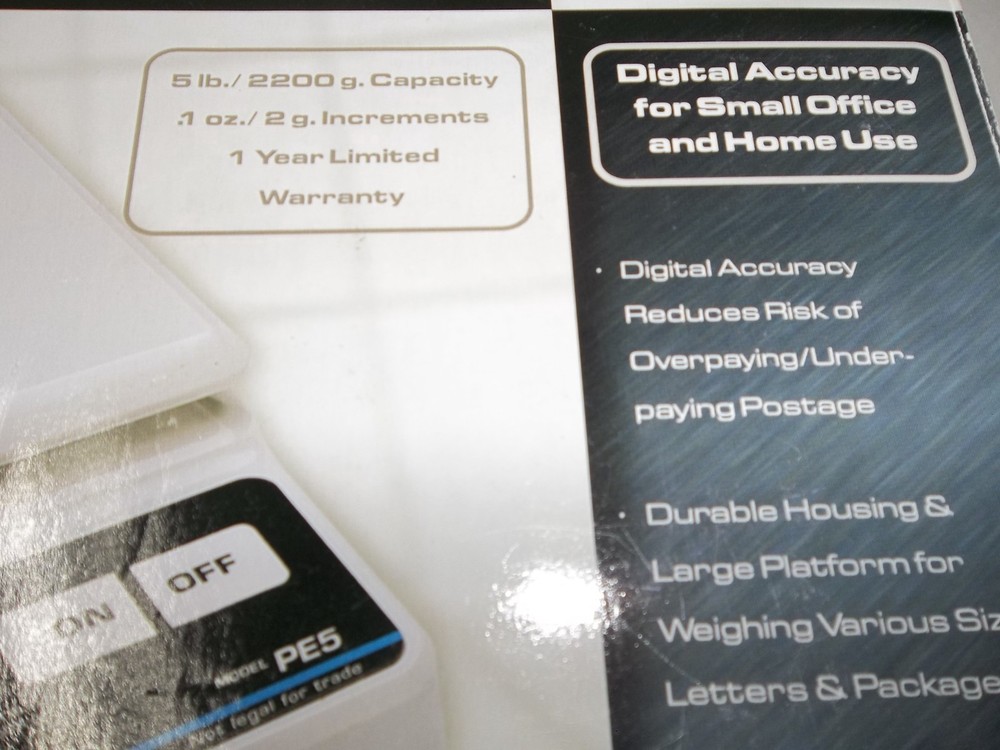 5 lb./ 2200 g. Capacity
.1 oz./ 2 g. Increments
1 Year Limited
Warranty
Digital Accuracy
for Small Office
and Home Use
· Digital Accuracy
Reduces Risk of
Overpaying/Under-
paying Postage
· Durable Housing &
Large Platform for
Weighing Various Siz
Letters & Package
ON
OFF
MODEL PE5
Not legal for trade